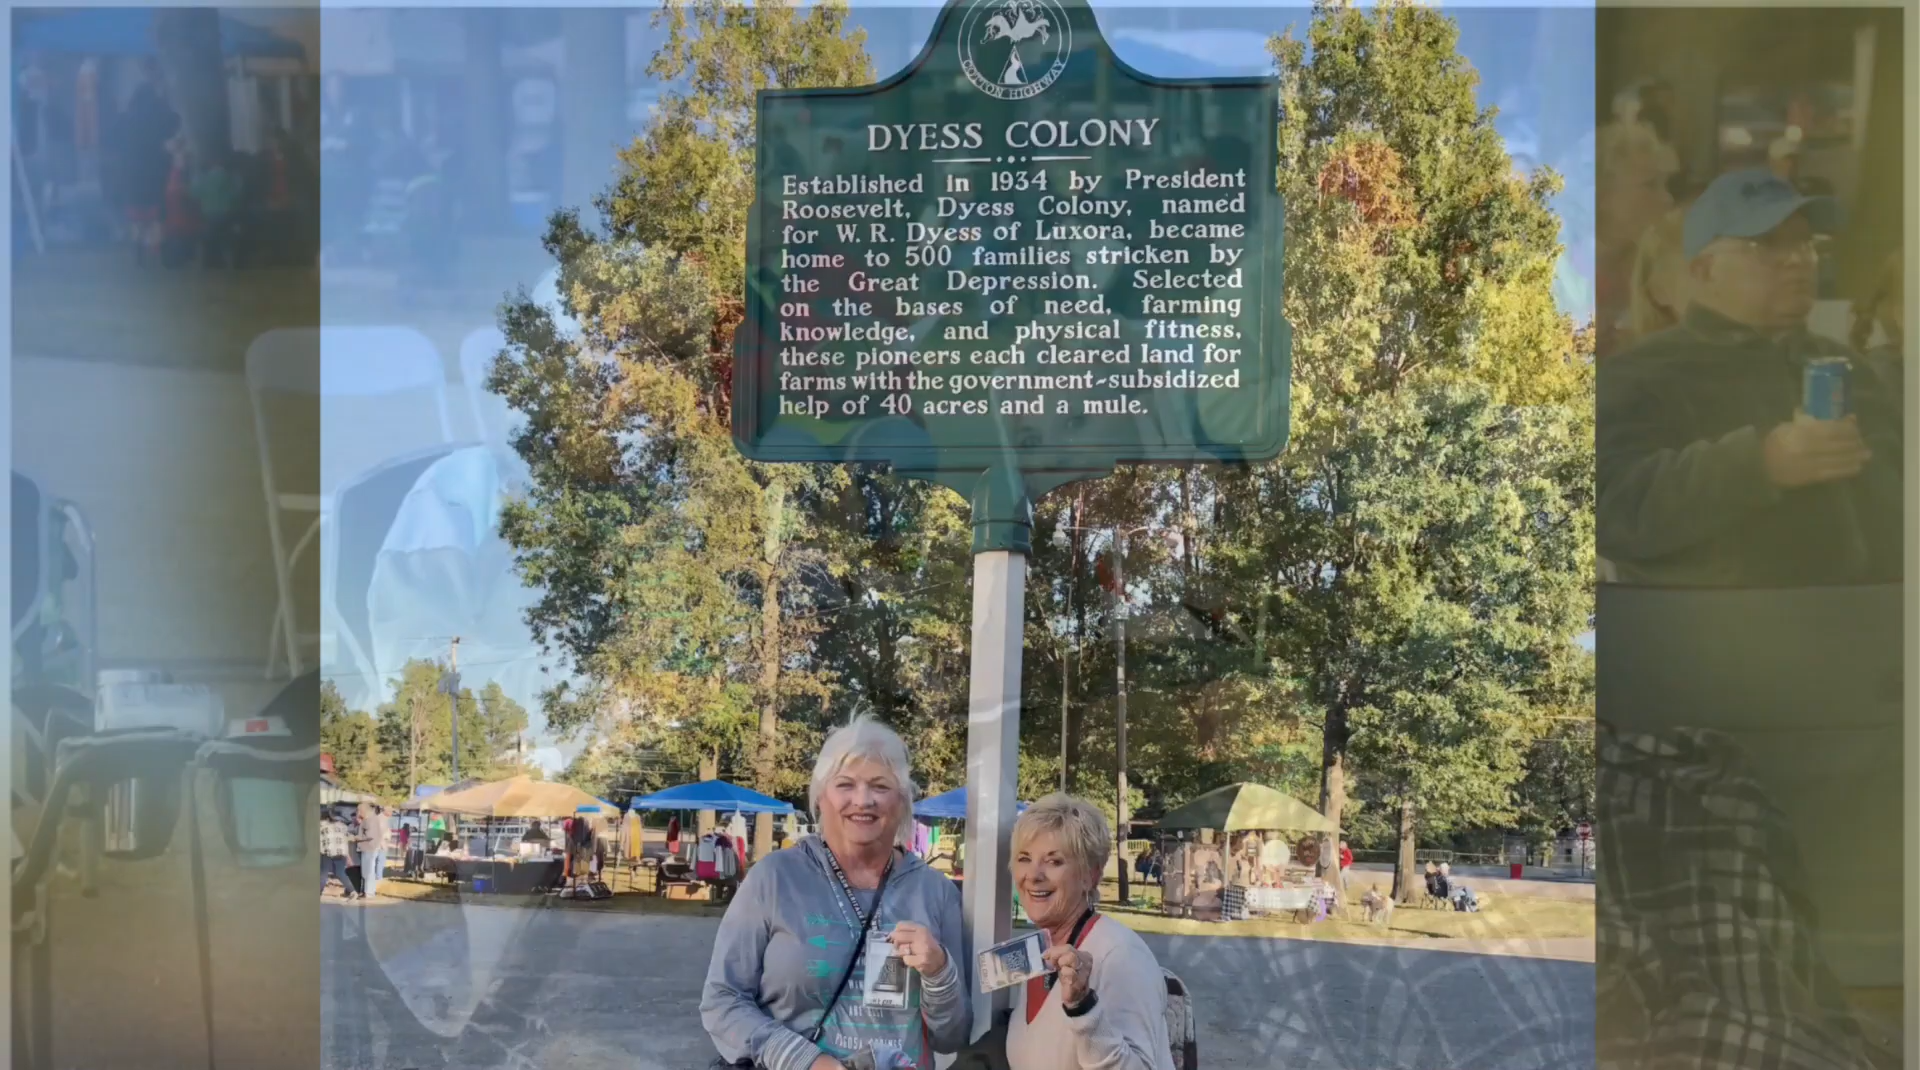 COTTON HIGHWAY
DYESS COLONY
Established in 1934 by President
Roosevelt, Dyess Colony, named
for W. R. Dyess of Luxora, became
home to 500 families stricken by
the Great Depression. Selected
on the bases of need, farming
knowledge, and physical fitness,
these pioneers each cleared land for
farms with the government-subsidized
help of 40 acres and a mule.